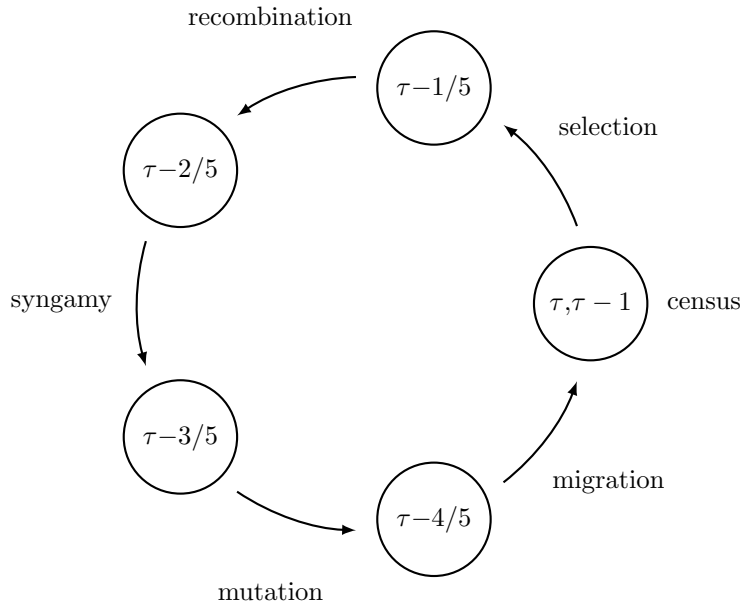 recombination
τ−1/5
selection
τ−2/5
syngamy
τ,τ − 1
census
τ−3/5
migration
τ−4/5
mutation